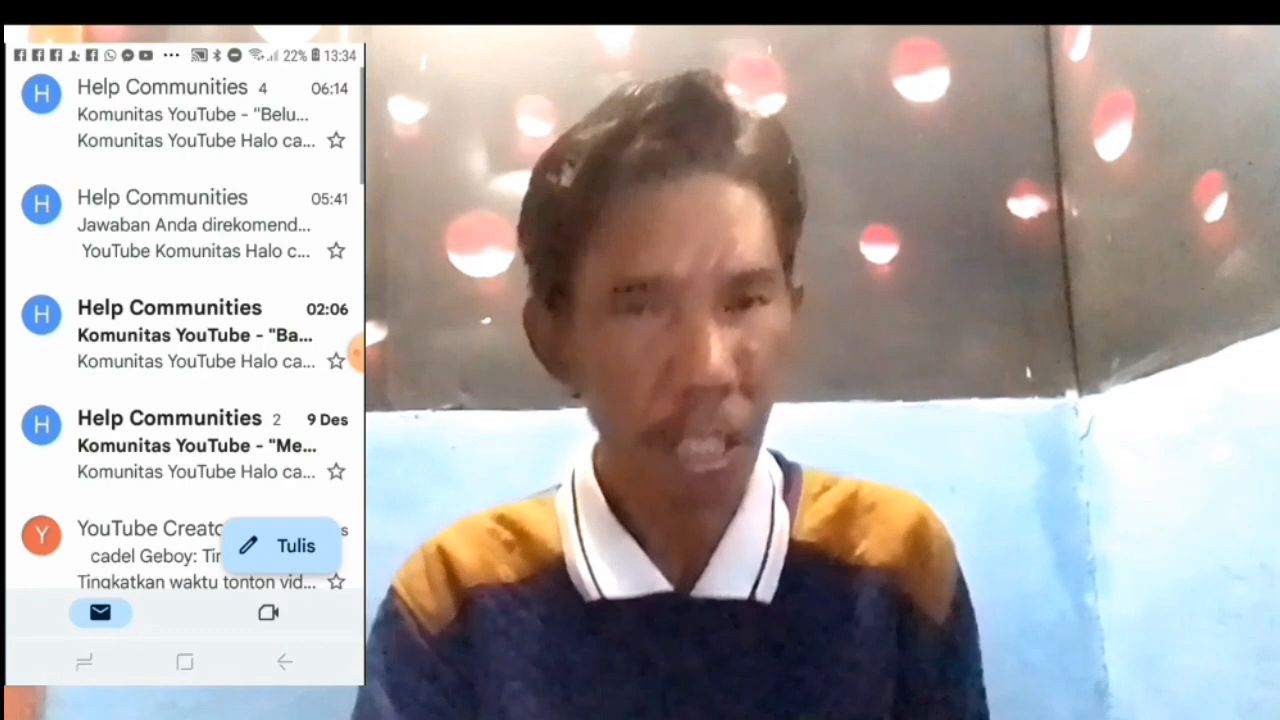 22% 13:34
H Help Communities 4 06:14
Komunitas YouTube - "Belu...
Komunitas YouTube Halo ca...
H Help Communities 05:41
Jawaban Anda direkomend...
YouTube Komunitas Halo c...
H Help Communities 02:06
Komunitas YouTube - "Ba...
Komunitas YouTube Halo ca...
H Help Communities 2 9 Des
Komunitas YouTube - "Me...
Komunitas YouTube Halo ca...
Y YouTube Creato s
cadel Geboy: Tir
Tulis
Tingkatkan waktu tonton vid...